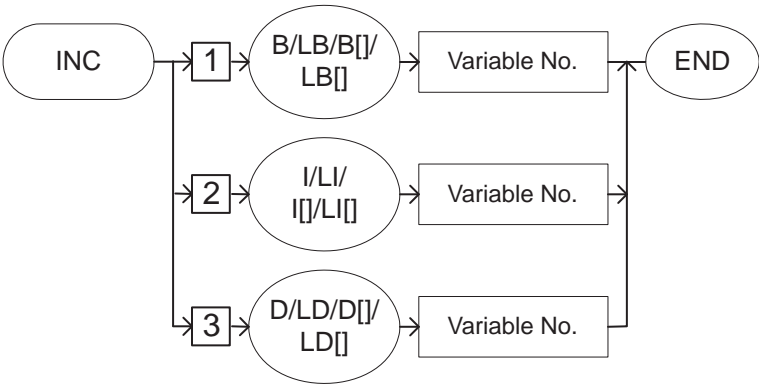 INC
1
B/LB/B[]/
LB[]
Variable No.
END
2
I/LI/
I[]/LI[]
Variable No.
3
D/LD/D[]/
LD[]
Variable No.